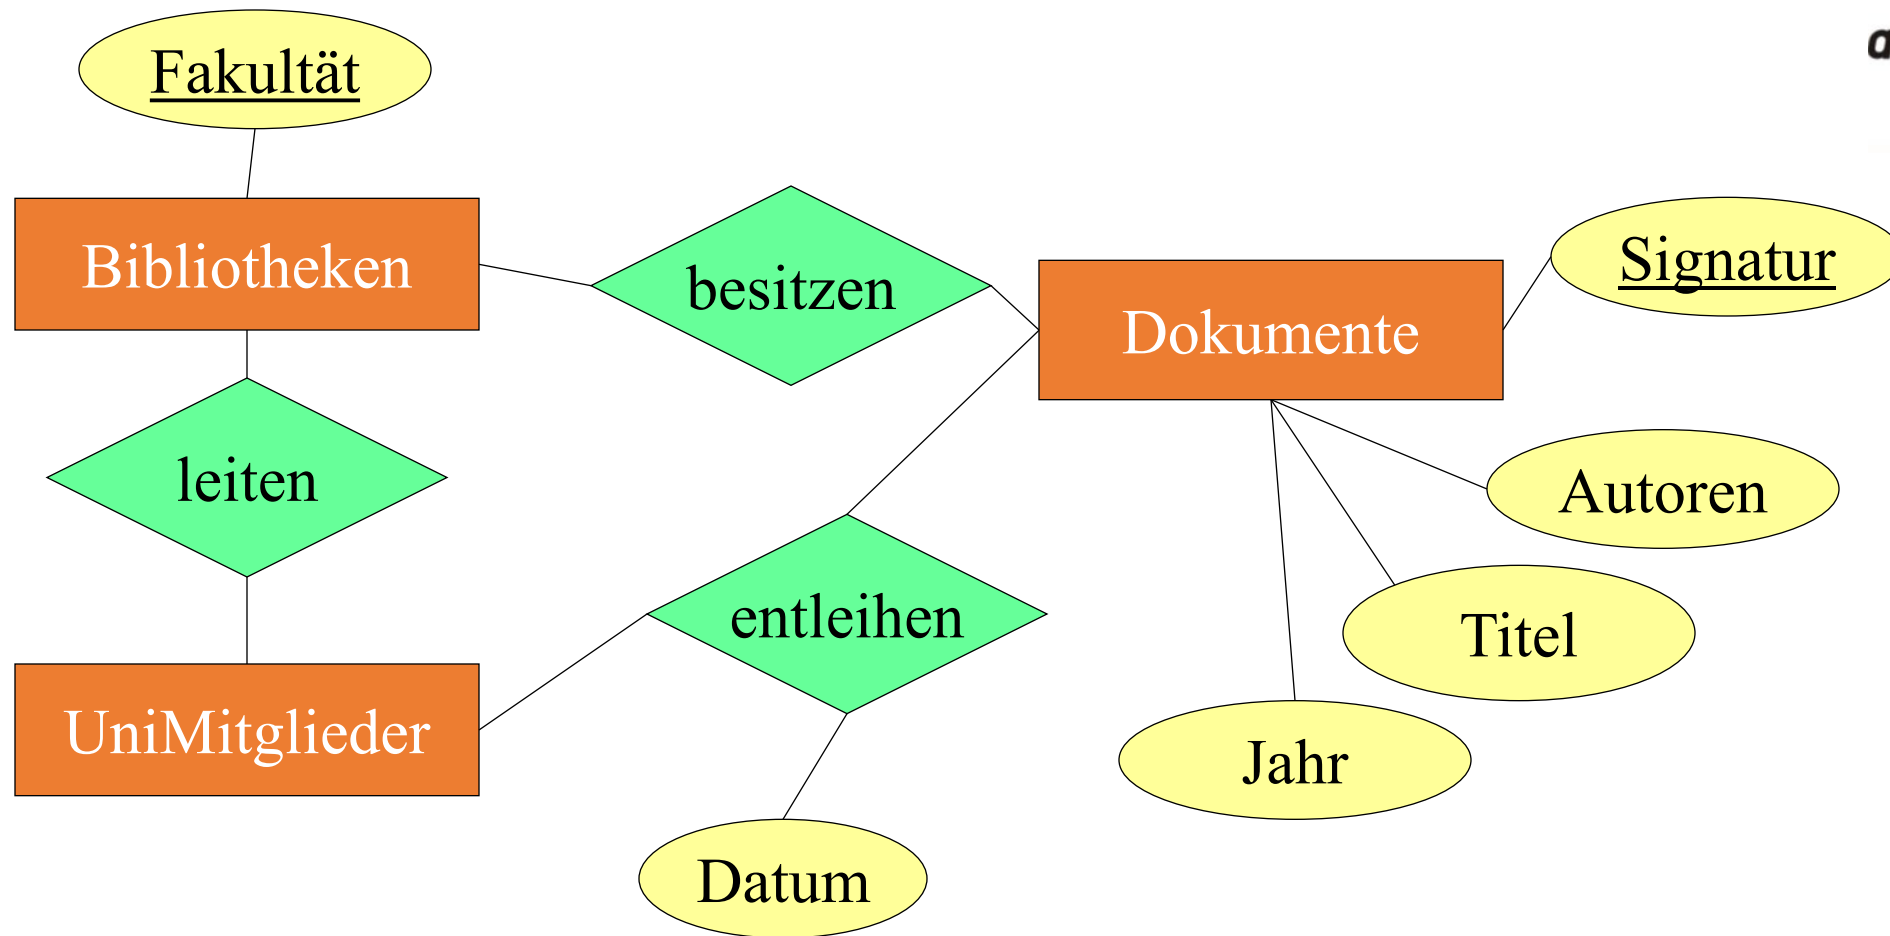 Fakultät
Bibliotheken
besitzen
Signatur
Dokumente
leiten
Autoren
entleihen
Titel
UniMitglieder
Jahr
Datum